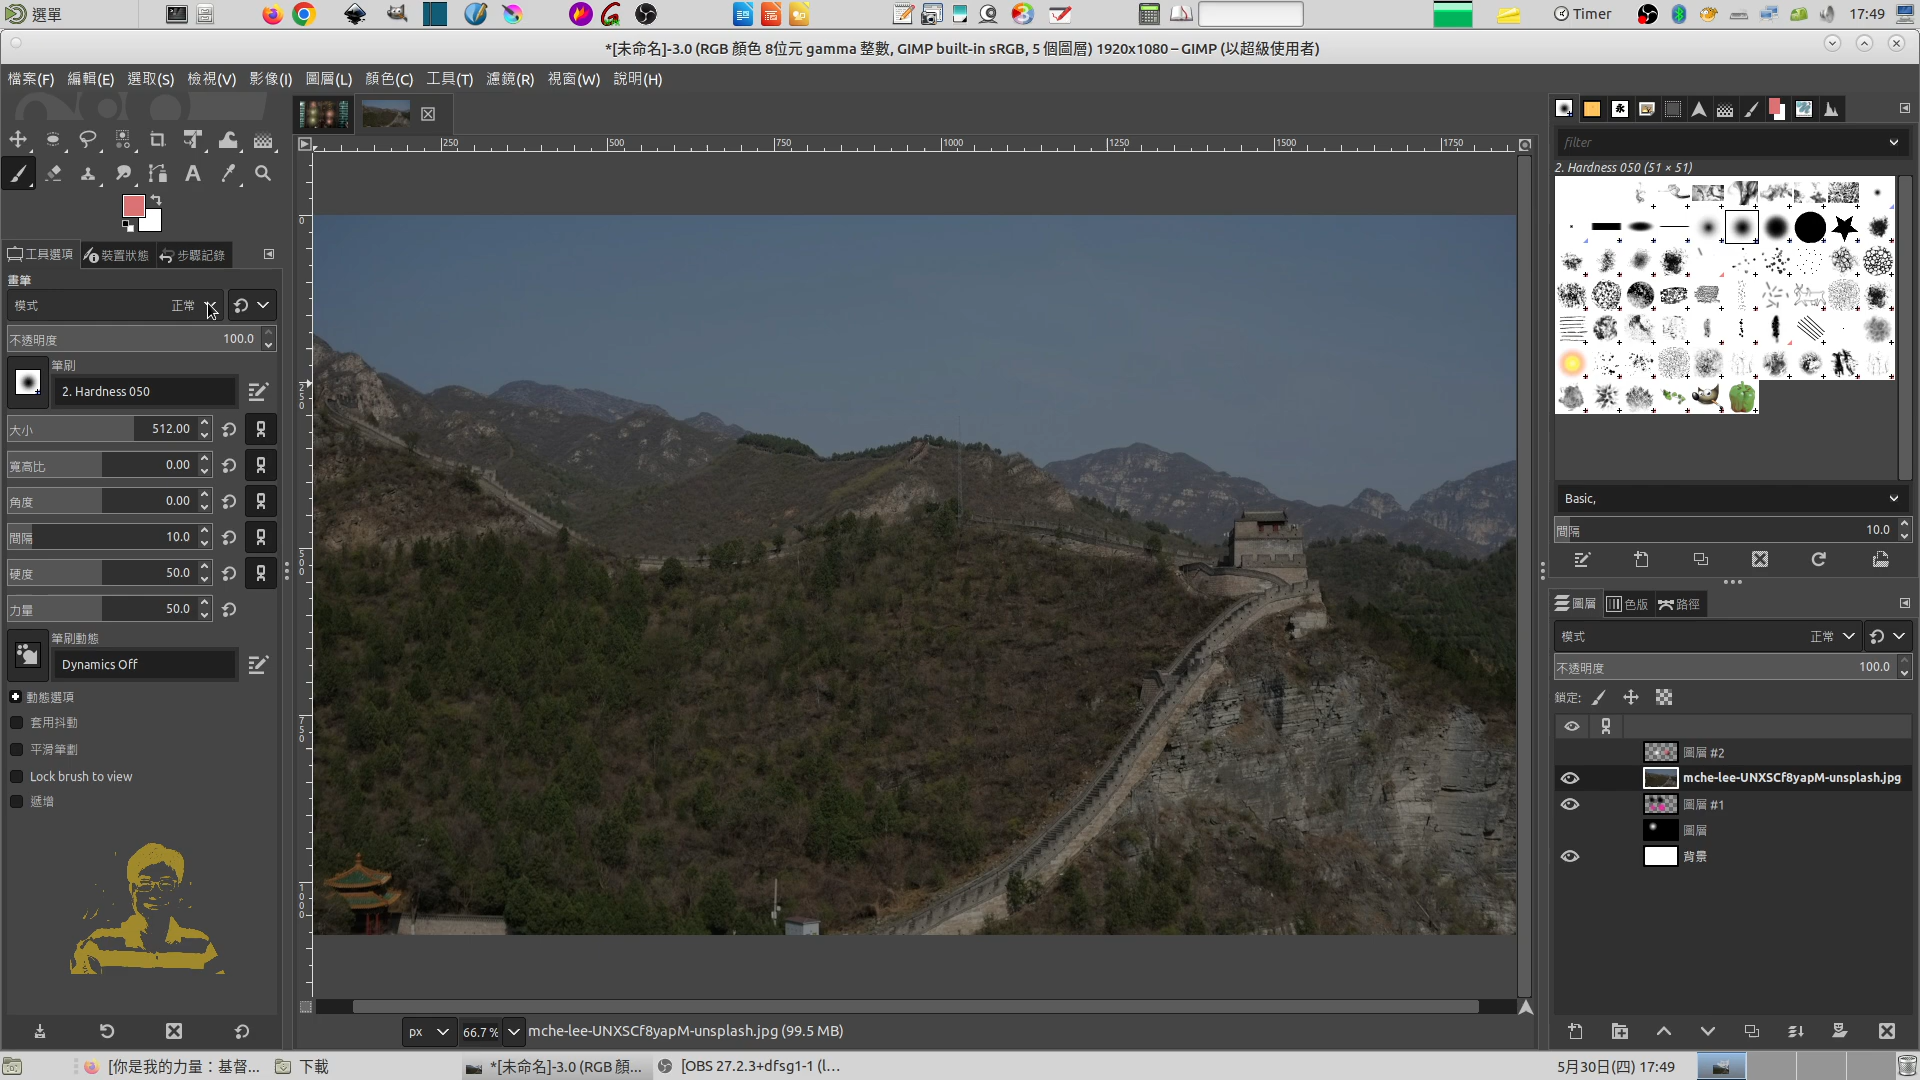 選單
Timer
17:49
*[未命名]-3.0 (RGB 顏色 8位元 gamma 整數, GIMP built-in sRGB, 5 個圖層) 1920x1080 – GIMP (以超級使用者)
檔案(F) 編輯(E) 選取(S) 檢視(V) 影像(I) 圖層(L) 顏色(C) 工具(T) 濾鏡(R) 視窗(W) 說明(H)
250 500 750 1000 1250 1500 1750
0
250
500
750
1000
工具選項 裝置狀態 步驟記錄
畫筆
模式 正常
不透明度 100.0
筆刷
2. Hardness 050
大小 512.00
寬高比 0.00
角度 0.00
間隔 10.0
硬度 50.0
力量 50.0
筆刷動態
Dynamics Off
動態選項
套用抖動
平滑筆劃
Lock brush to view
遞增
px 66.7 % mche-lee-UNXSCf8yapM-unsplash.jpg (99.5 MB)
filter
2. Hardness 050 (51 × 51)
Basic,
間隔 10.0
圖層 色版 路徑
模式 正常
不透明度 100.0
鎖定:
圖層 #2
mche-lee-UNXSCf8yapM-unsplash.jpg
圖層 #1
圖層
背景
[你是我的力量：基督... 下載 *[未命名]-3.0 (RGB 顏... [OBS 27.2.3+dfsg1-1 (l...
5月30日(四) 17:49